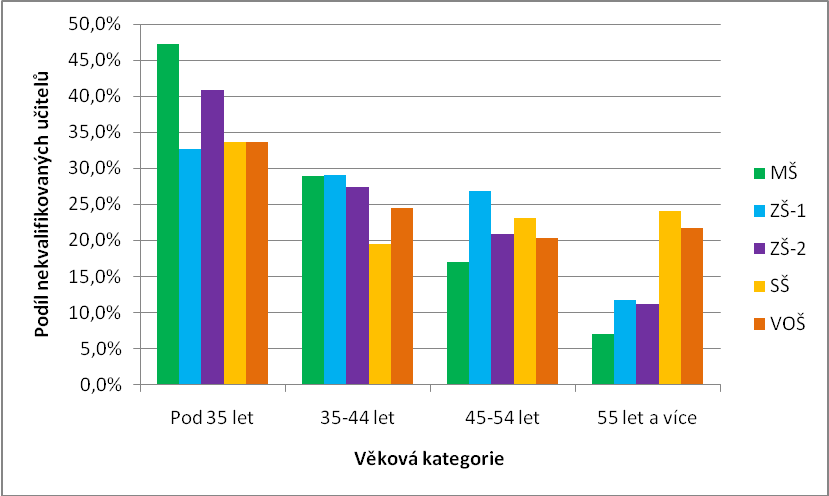 50,0%
45,0%
40,0%
35,0%
30,0%
25,0%
20,0%
15,0%
10,0%
5,0%
0,0%
Podíl nekvalifikovaných učitelů
Pod 35 let
35-44 let
45-54 let
55 let a více
Věková kategorie
MŠ
ZŠ-1
ZŠ-2
SŠ
VOŠ